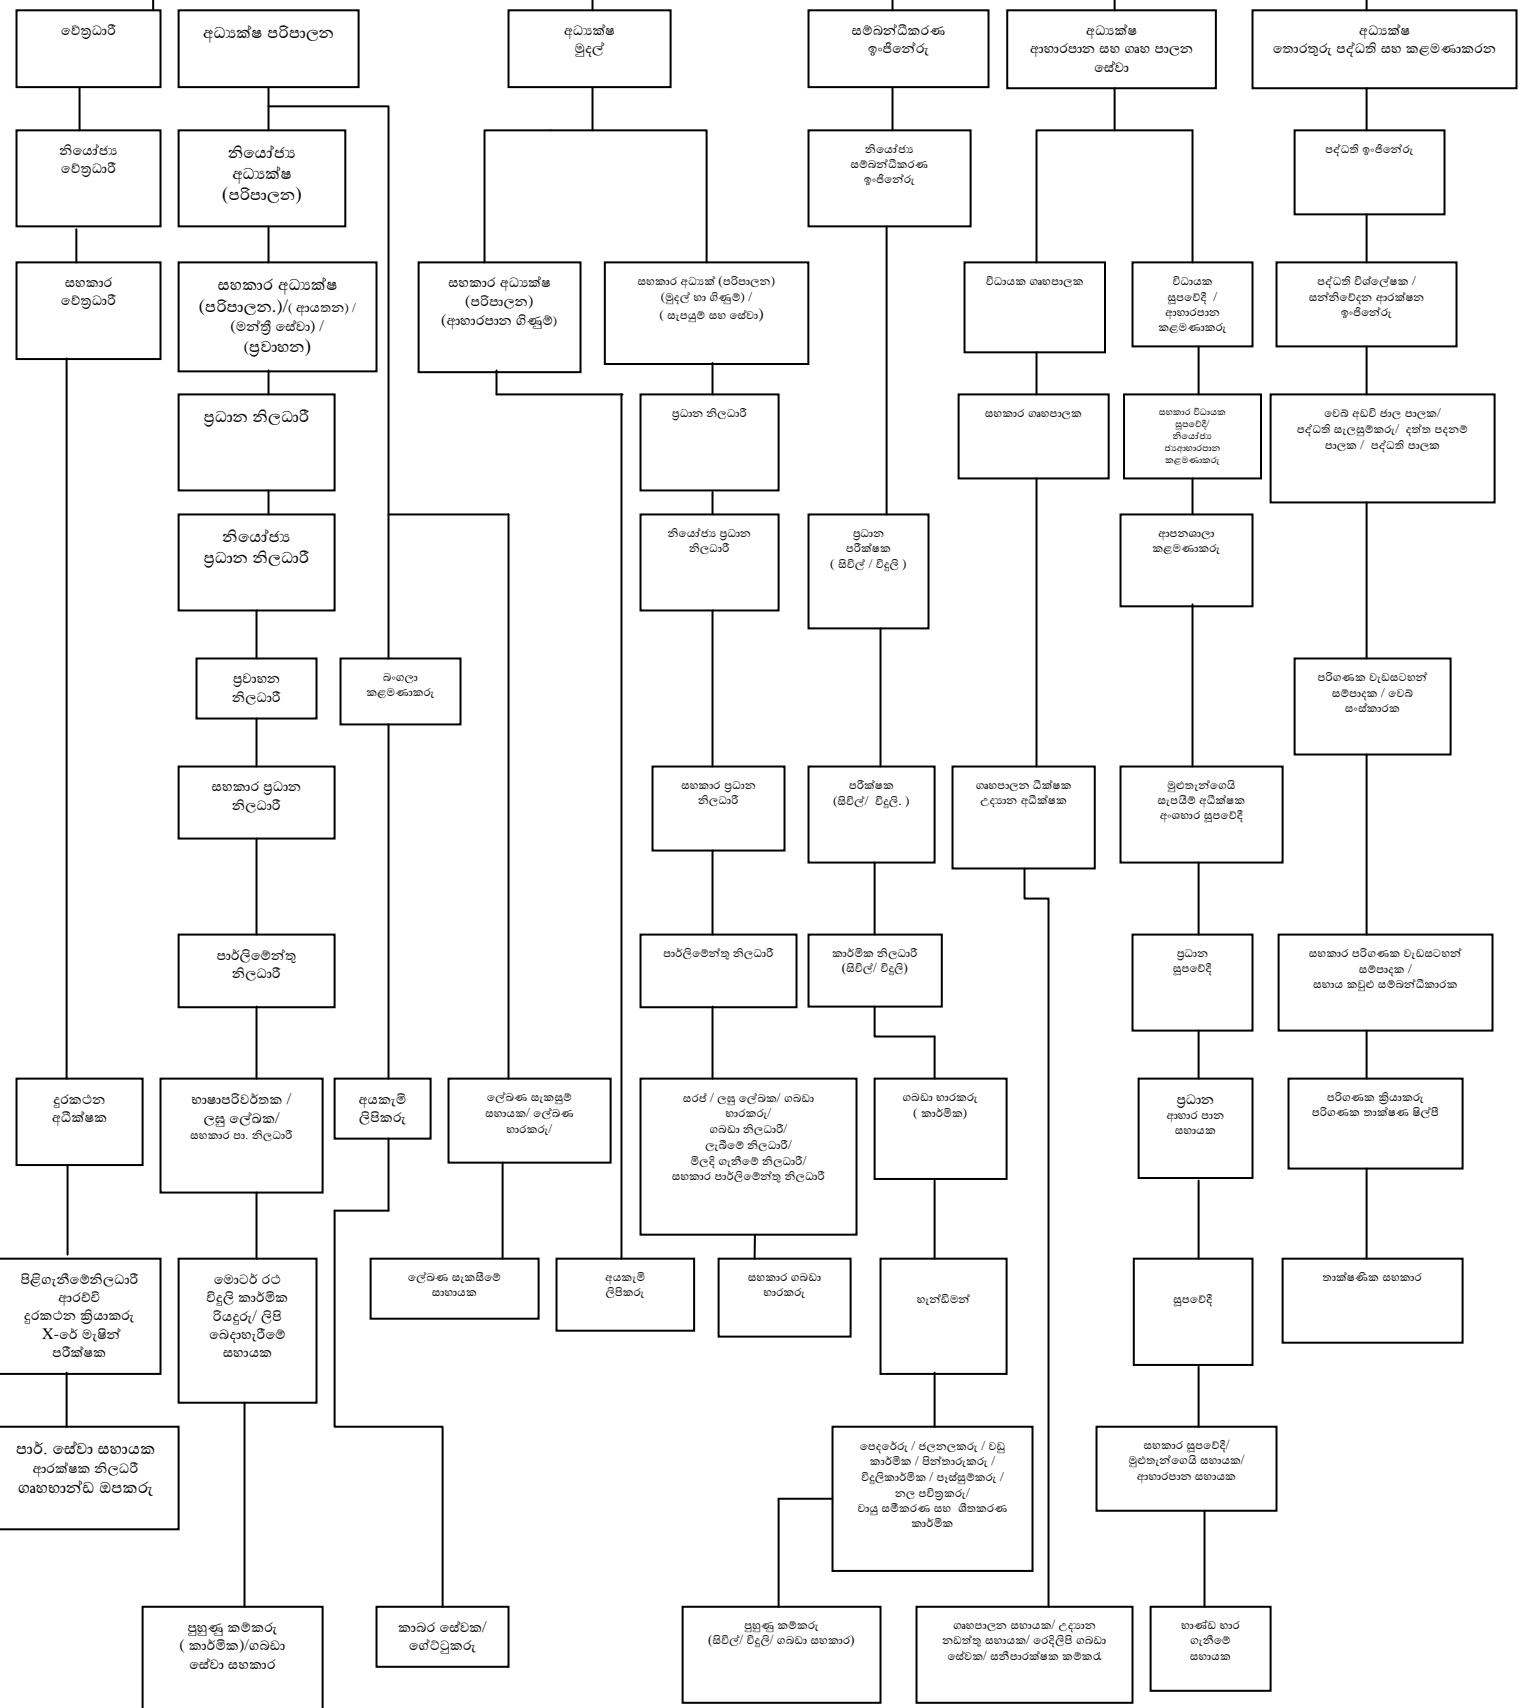 වේත්‍රධාරී
අධ්‍යක්ෂ පරිපාලන
අධ්‍යක්ෂ
මුදල්
සම්බන්ධීකරණ
ඉංජිනේරු
අධ්‍යක්ෂ
ආහාරපාන සහ ගෘහ පාලන
සේවා
අධ්‍යක්ෂ
තොරතුරු පද්ධති සහ කළමණාකරන
නියෝජ්‍ය
වේත්‍රධාරී
නියෝජ්‍ය
අධ්‍යක්ෂ
(පරිපාලන)
නියෝජ්‍ය
සම්බන්ධීකරණ
ඉංජිනේරු
පද්ධති ඉංජිනේරු
සහකාර
වේත්‍රධාරී
සහකාර අධ්‍යක්ෂ
(පරිපාලන.)/( ආයතන) /
(මන්ත්‍රී සේවා) /
(ප්‍රවාහන)
සහකාර අධ්‍යක්ෂ
(පරිපාලන)
(ආහාරපාන ගිණුම්)
සහකාර අධ්‍යක් (පරිපාලන)
(මුදල් හා ගිණුම්) /
( සැපයුම් සහ සේවා)
විධායක ගෘහපාලක
විධායක
සුපවේදී /
ආහාරපාන
කළමණාකරු
පද්ධති විශ්ලේෂක /
සන්නිවේදන ආරක්ෂන
ඉංජිනේරු
ප්‍රධාන නිලධාරී
ප්‍රධාන නිලධාරී
සහකාර ගෘහපාලක
සහකාර විධායක
සූපවේදී/
නියෝජ්‍ය
ජ්‍යආහාරපාන
කළමණාකරු
වෙබ් අඩවි ජාල පාලක/
පද්ධති සැලසුම්කරු/ දත්ත පදනම්
පාලක / පද්ධති පාලක
නියෝජ්‍ය
ප්‍රධාන නිලධාරී
නියෝජ්‍ය ප්‍රධාන
නිලධාරී
ප්‍රධාන
පරීක්ෂක
( සිවිල් / විදුලි )
ආපනශාලා
කළමණාකරු
ප්‍රවාහන
නිලධාරී
බංගලා
කළමණාකරු
පරිගණක වැඩසටහන්
සම්පාදක / වෙබ්
සංස්කාරක
සහකාර ප්‍රධාන
නිලධාරී
සහකාර ප්‍රධාන
නිලධාරී
පරීක්ෂක
(සිවිල්/ විදුලි. )
ගෘහපාලන ධීක්ෂක
උද්‍යාන අධීක්ෂක
මුළුතැන්ගෙයි
සැපයීම් අධීක්ෂක
අංශභාර සුපවේදී
පාර්ලිමේන්තු
නිලධාරී
පාර්ලිමේන්තු නිලධාරී
කාර්මික නිලධාරී
(සිවිල්/ විදුලි)
ප්‍රධාන
සුපවේදී
සහකාර පරිගණක වැඩසටහන්
සම්පාදක /
සහාය කවුළු සම්බන්ධීකාරක
දුරකථන
අධීක්ෂක
භාෂාපරිවර්තක /
ලඝු ලේඛක/
සහකාර පා. නිලධාරී
අයකැමි
ලිපිකරු
ලේඛණ සැකසුම්
සහායක/ ලේඛණ
භාරකරු/
සරප් / ලඝු ලේඛක/ ගබඩා
භාරකරු/
ගබඩා නිලධාරී/
ලැබීමේ නිලධාරී/
මිලදි ගැනීමේ නිලධාරී/
සහකාර පාර්ලිමේන්තු නිලධාරී
ගබඩා භාරකරු
( කාර්මික)
ප්‍රධාන
ආහාර පාන
සහායක
පරිගණක ක්‍රියාකරු
පරිගණක තාක්ෂණ ෂිල්පී
පිළිගැනීමේනිලධාරී
ආරච්චි
දුරකථන ක්‍රියාකරු
X-රේ මැෂින්
පරීක්ෂක
මොටර් රථ
විදුලි කාර්මික
රියදුරු/ ලිපි
බෙදාහැරීමේ
සහායක
ලේඛණ සැකසීමේ
සාහායක
අයකැමි
ලිපිකරු
සහකාර ගබඩා
භාරකරු
හැන්ඩිමන්
සුපවේදී
තාක්ෂණික සහකාර
පාර්. සේවා සහායක
ආරක්ෂක නිලධරී
ගෘහභාන්ඩ ඔපකරු
පෙදරේරු / ජලනලකරු / වඩු
කාර්මික / පින්තාරුකරු /
විදුලිකාර්මික / පෑස්සුම්කරු /
නල පවිත්‍රකරු/
වායු සමීකරණ සහ ශීතකරණ
කාර්මික
සහකාර සුපවේදී/
මුළුතැන්ගෙයි සහායක/
ආහාරපාන සහායක
පුහුණු කම්කරු
( කාර්මික)/ගබඩා
සේවා සහකාර
කාබර සේවක/
ගේට්ටුකරු
පුහුණු කම්කරු
(සිවිල්/ විදුලි/ ගබඩා සහකාර)
ගෘහපාලන සහායක/ උද්‍යාන
නඩත්තු සහායක/ රෙදිලිපි ගබඩා
සේවක/ සනීපාරක්ෂක කම්කරු
භාණ්ඩ භාර
ගැනීමේ
සහායක